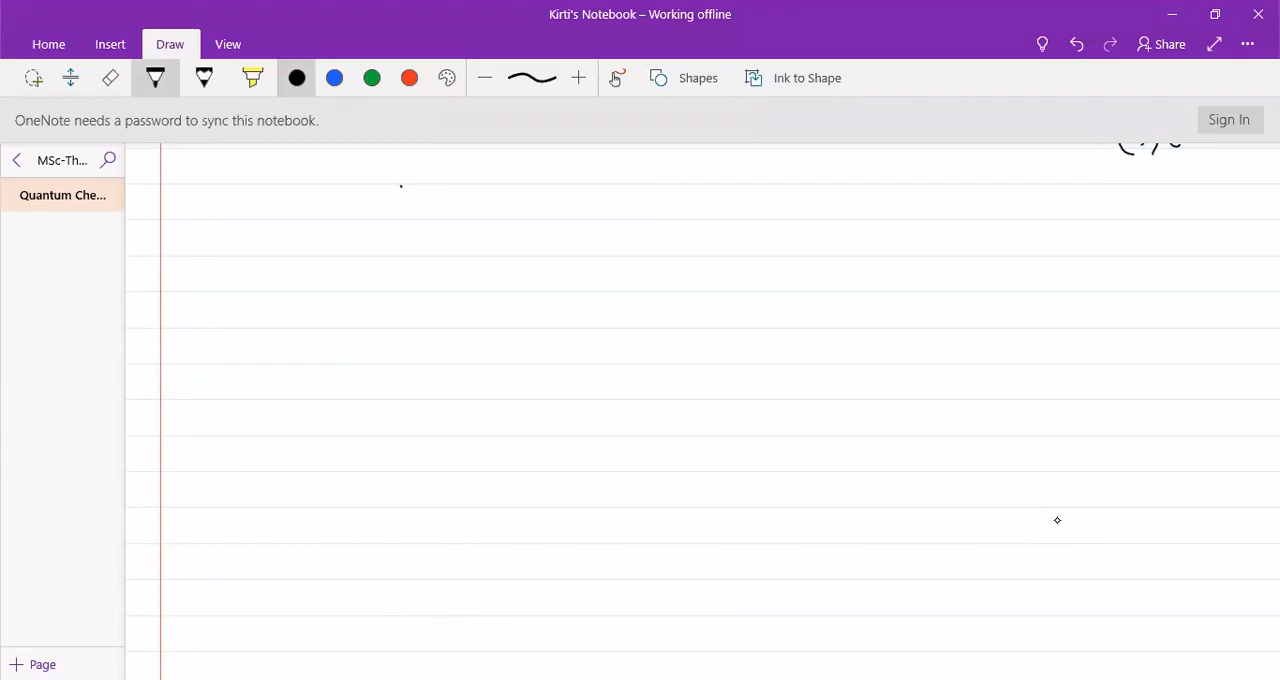 Kirti's Notebook – Working offline
Home Insert Draw View Share
Shapes Ink to Shape
OneNote needs a password to sync this notebook. Sign In
MSc-Th...
Quantum Che...
Page